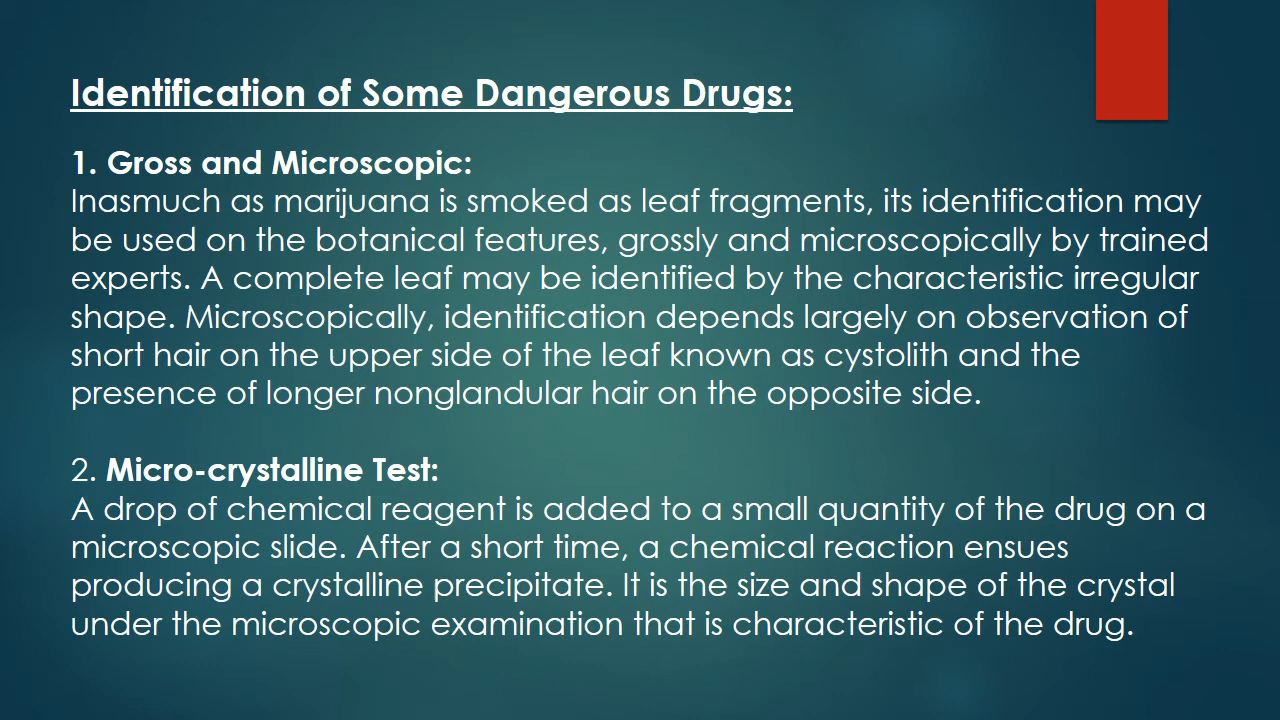 Identification of Some Dangerous Drugs:
1. Gross and Microscopic:
Inasmuch as marijuana is smoked as leaf fragments, its identification may
be used on the botanical features, grossly and microscopically by trained
experts. A complete leaf may be identified by the characteristic irregular
shape. Microscopically, identification depends largely on observation of
short hair on the upper side of the leaf known as cystolith and the
presence of longer nonglandular hair on the opposite side.
2. Micro-crystalline Test:
A drop of chemical reagent is added to a small quantity of the drug on a
microscopic slide. After a short time, a chemical reaction ensues
producing a crystalline precipitate. It is the size and shape of the crystal
under the microscopic examination that is characteristic of the drug.